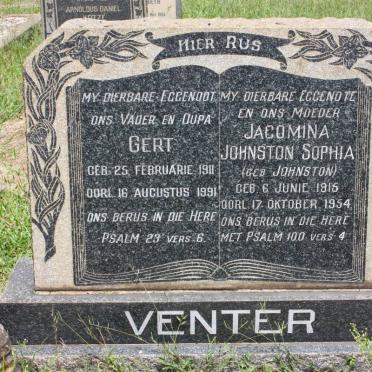 ARNOLDUS DANIEL
HIER RUS
MY DIERBARE EGGENOOT
ONS VADER EN OUPA
GERT
GEB. 25 FEBRUARIE 1911
OORL. 16 AUGUSTUS 1991
ONS BERUS IN DIE HERE
PSALM 23 VERS 6.
MY DIERBARE EGGENOTE
EN ONS MOEDER
JACOMINA
JOHNSTON SOPHIA
(GEB JOHNSTON)
GEB. 6 JUNIE 1915
OORL 17 OKTOBER 1954
ONS BERUS IN DIE HERE
MET PSALM 100 VERS 4
VENTER